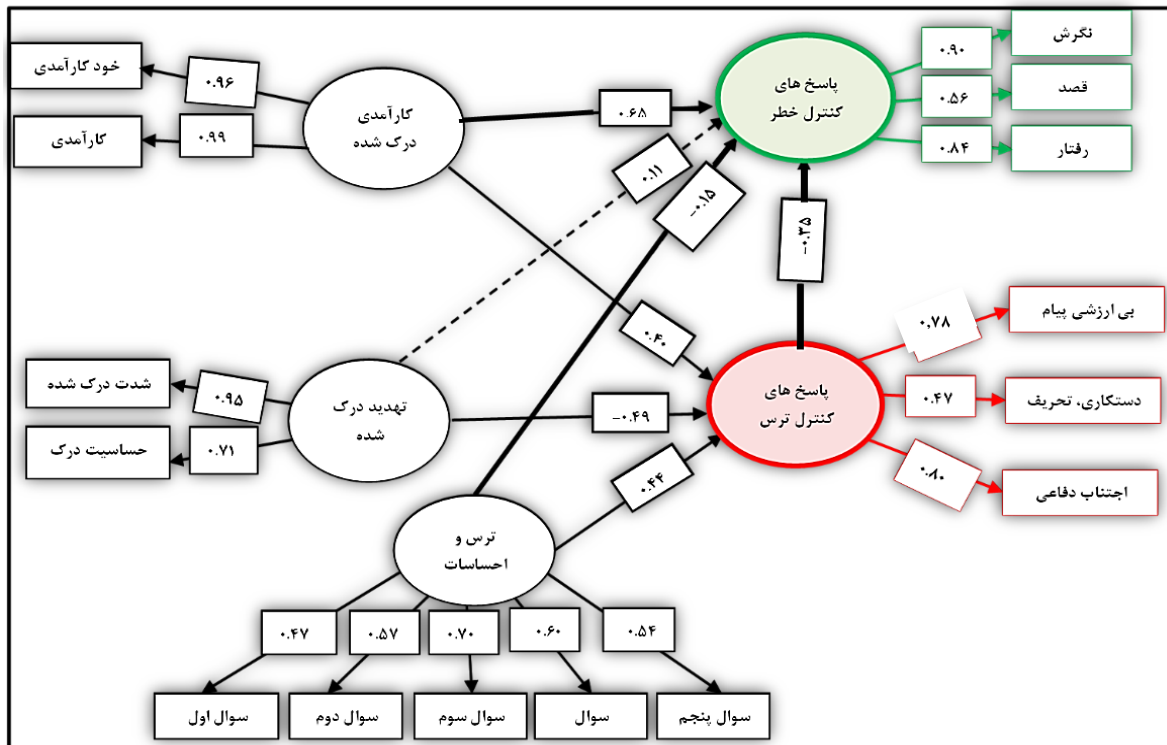 خود کارآمدی
۰.۹۶
کارآمدی
۰.۹۹
کارآمدی
درک شده
۰.۶۸
۰.۱۱
-۰.۱۵
۰.۴۰
پاسخ های
کنترل خطر
۰.۹۰
نگرش
۰.۵۶
قصد
۰.۸۴
رفتار
-۰.۳۵
شدت درک شده
۰.۹۵
حساسیت درک
۰.۷۱
تهدید درک
شده
-۰.۴۹
۰.۴۴
پاسخ های
کنترل ترس
۰,۷۸
بی ارزشی پیام
۰.۴۷
دستکاری، تحریف
۰.۸۰
اجتناب دفاعی
ترس و
احساسات
۰.۴۷
۰.۵۷
۰.۷۰
۰.۶۰
۰.۵۴
سوال اول
سوال دوم
سوال سوم
سوال
سوال پنجم